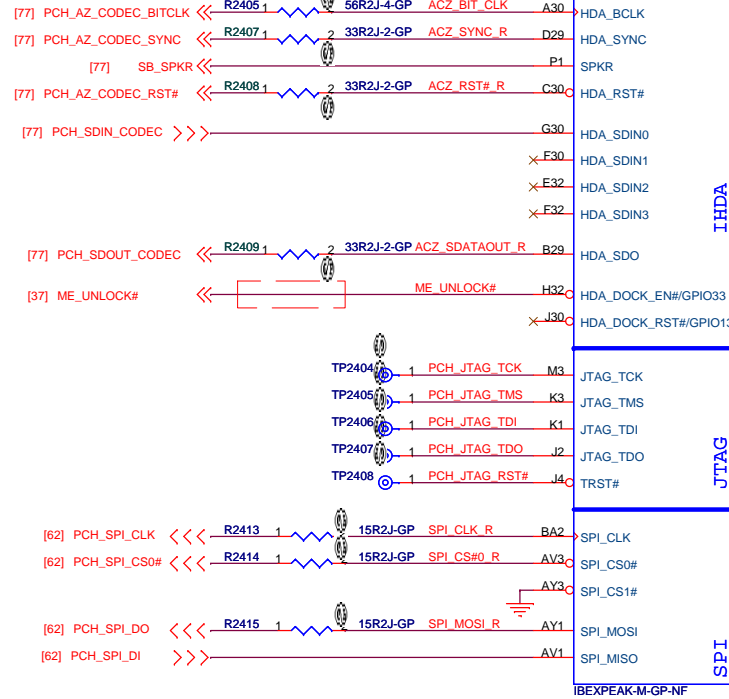 [77] PCH_AZ_CODEC_BITCLK R2405 1 2 56R2J-4-GP ACZ_BIT_CLK A30 HDA_BCLK
[77] PCH_AZ_CODEC_SYNC R2407 1 2 33R2J-2-GP ACZ_SYNC_R D29 HDA_SYNC
[77] SB_SPKR P1 SPKR
[77] PCH_AZ_CODEC_RST# R2408 1 2 33R2J-2-GP ACZ_RST#_R C30 HDA_RST#
[77] PCH_SDIN_CODEC G30 HDA_SDIN0
F30 HDA_SDIN1
E32 HDA_SDIN2
F32 HDA_SDIN3
IHDA
[77] PCH_SDOUT_CODEC R2409 1 2 33R2J-2-GP ACZ_SDATAOUT_R B29 HDA_SDO
[37] ME_UNLOCK# ME_UNLOCK# H32 HDA_DOCK_EN#/GPIO33
J30 HDA_DOCK_RST#/GPIO13
TP2404 1 PCH_JTAG_TCK M3 JTAG_TCK
TP2405 1 PCH_JTAG_TMS K3 JTAG_TMS
TP2406 1 PCH_JTAG_TDI K1 JTAG_TDI
TP2407 1 PCH_JTAG_TDO J2 JTAG_TDO
TP2408 1 PCH_JTAG_RST# J4 TRST#
JTAG
[62] PCH_SPI_CLK R2413 1 15R2J-GP SPI_CLK_R BA2 SPI_CLK
[62] PCH_SPI_CS0# R2414 1 15R2J-GP SPI_CS#0_R AV3 SPI_CS0#
AY3 SPI_CS1#
[62] PCH_SPI_DO R2415 1 15R2J-GP SPI_MOSI_R AY1 SPI_MOSI
[62] PCH_SPI_DI AV1 SPI_MISO
SPI
IBEXPEAK-M-GP-NF